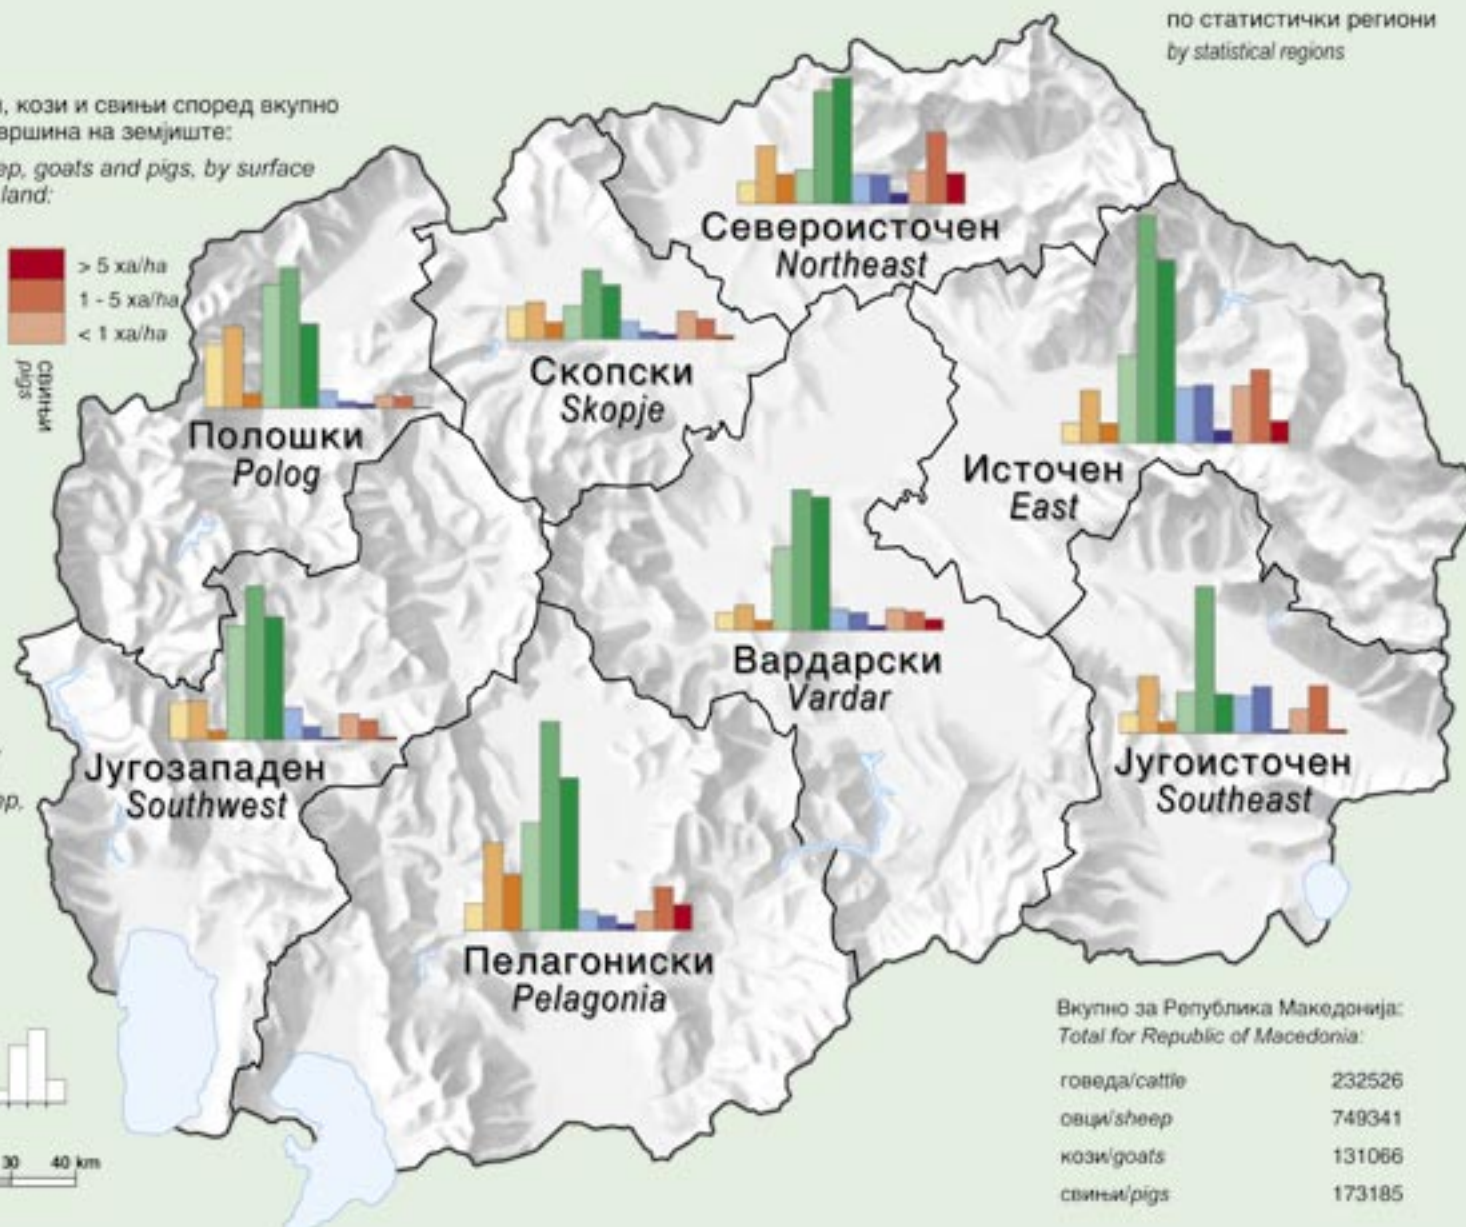 по статистички региони
by statistical regions
, кози и свињи според вкупно
вршина на земјиште:
ep, goats and pigs, by surface
land:
> 5 ха/ha
1 - 5 ха/ha
< 1 ха/ha
свињи
pigs
Североисточен
Northeast
Скопски
Skopje
Полошки
Polog
Источен
East
Вардарски
Vardar
Југозападен
Southwest
Југоисточен
Southeast
Пелагониски
Pelagonia
ep.
30 40 km
Вкупно за Република Македонија:
Total for Republic of Macedonia:
говеда/cattle 232526
овци/sheep 749341
кози/goats 131066
свињи/pigs 173185